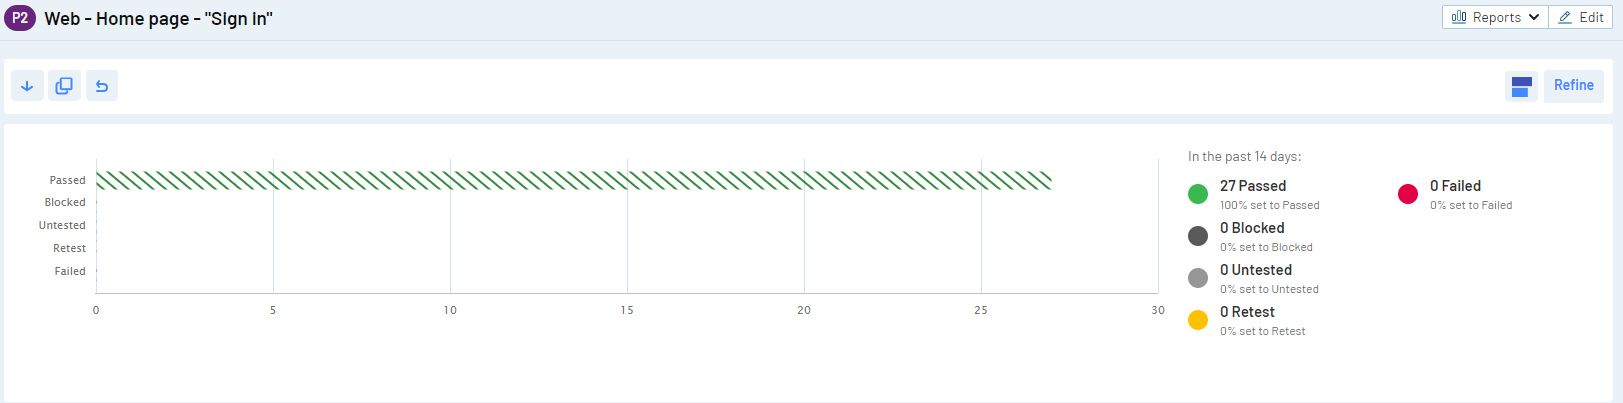 P2 Web - Home page - "Sign in"
Reports Edit
Refine
Passed
Blocked
Untested
Retest
Failed
0 5 10 15 20 25 30
In the past 14 days:
27 Passed
100% set to Passed
0 Failed
0% set to Failed
0 Blocked
0% set to Blocked
0 Untested
0% set to Untested
0 Retest
0% set to Retest